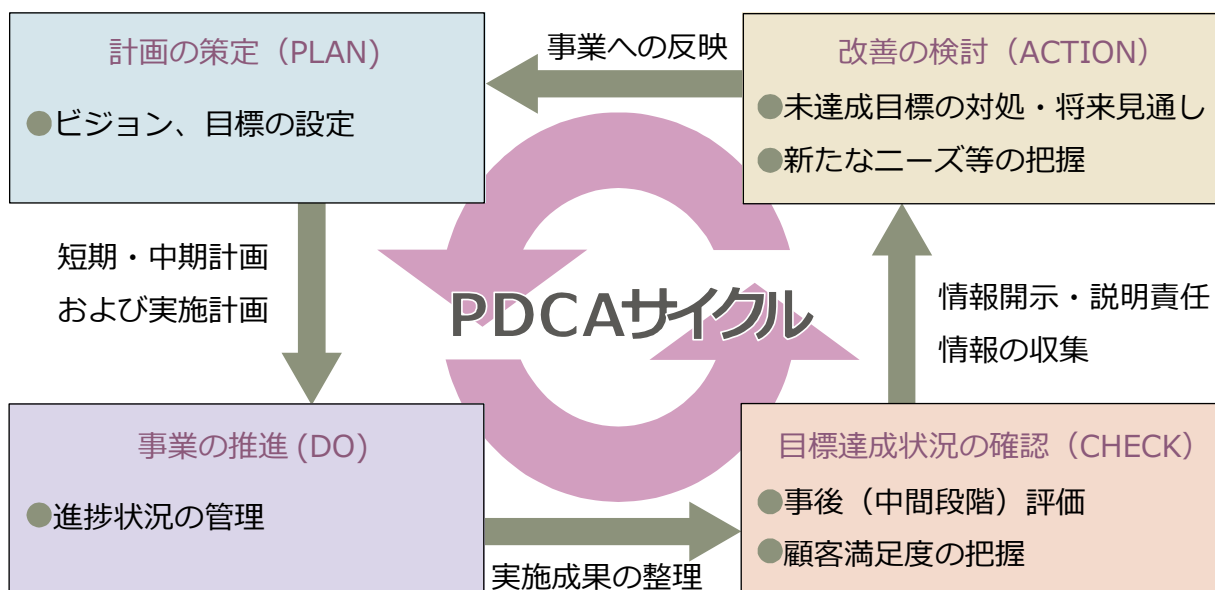 計画の策定（PLAN)
●ビジョン、目標の設定
事業への反映
改善の検討（ACTION）
●未達成目標の対処・将来見通し
●新たなニーズ等の把握
短期・中期計画
および実施計画
PDCAサイクル
情報開示・説明責任
情報の収集
事業の推進 (DO)
●進捗状況の管理
実施成果の整理
目標達成状況の確認（CHECK）
●事後（中間段階）評価
●顧客満足度の把握